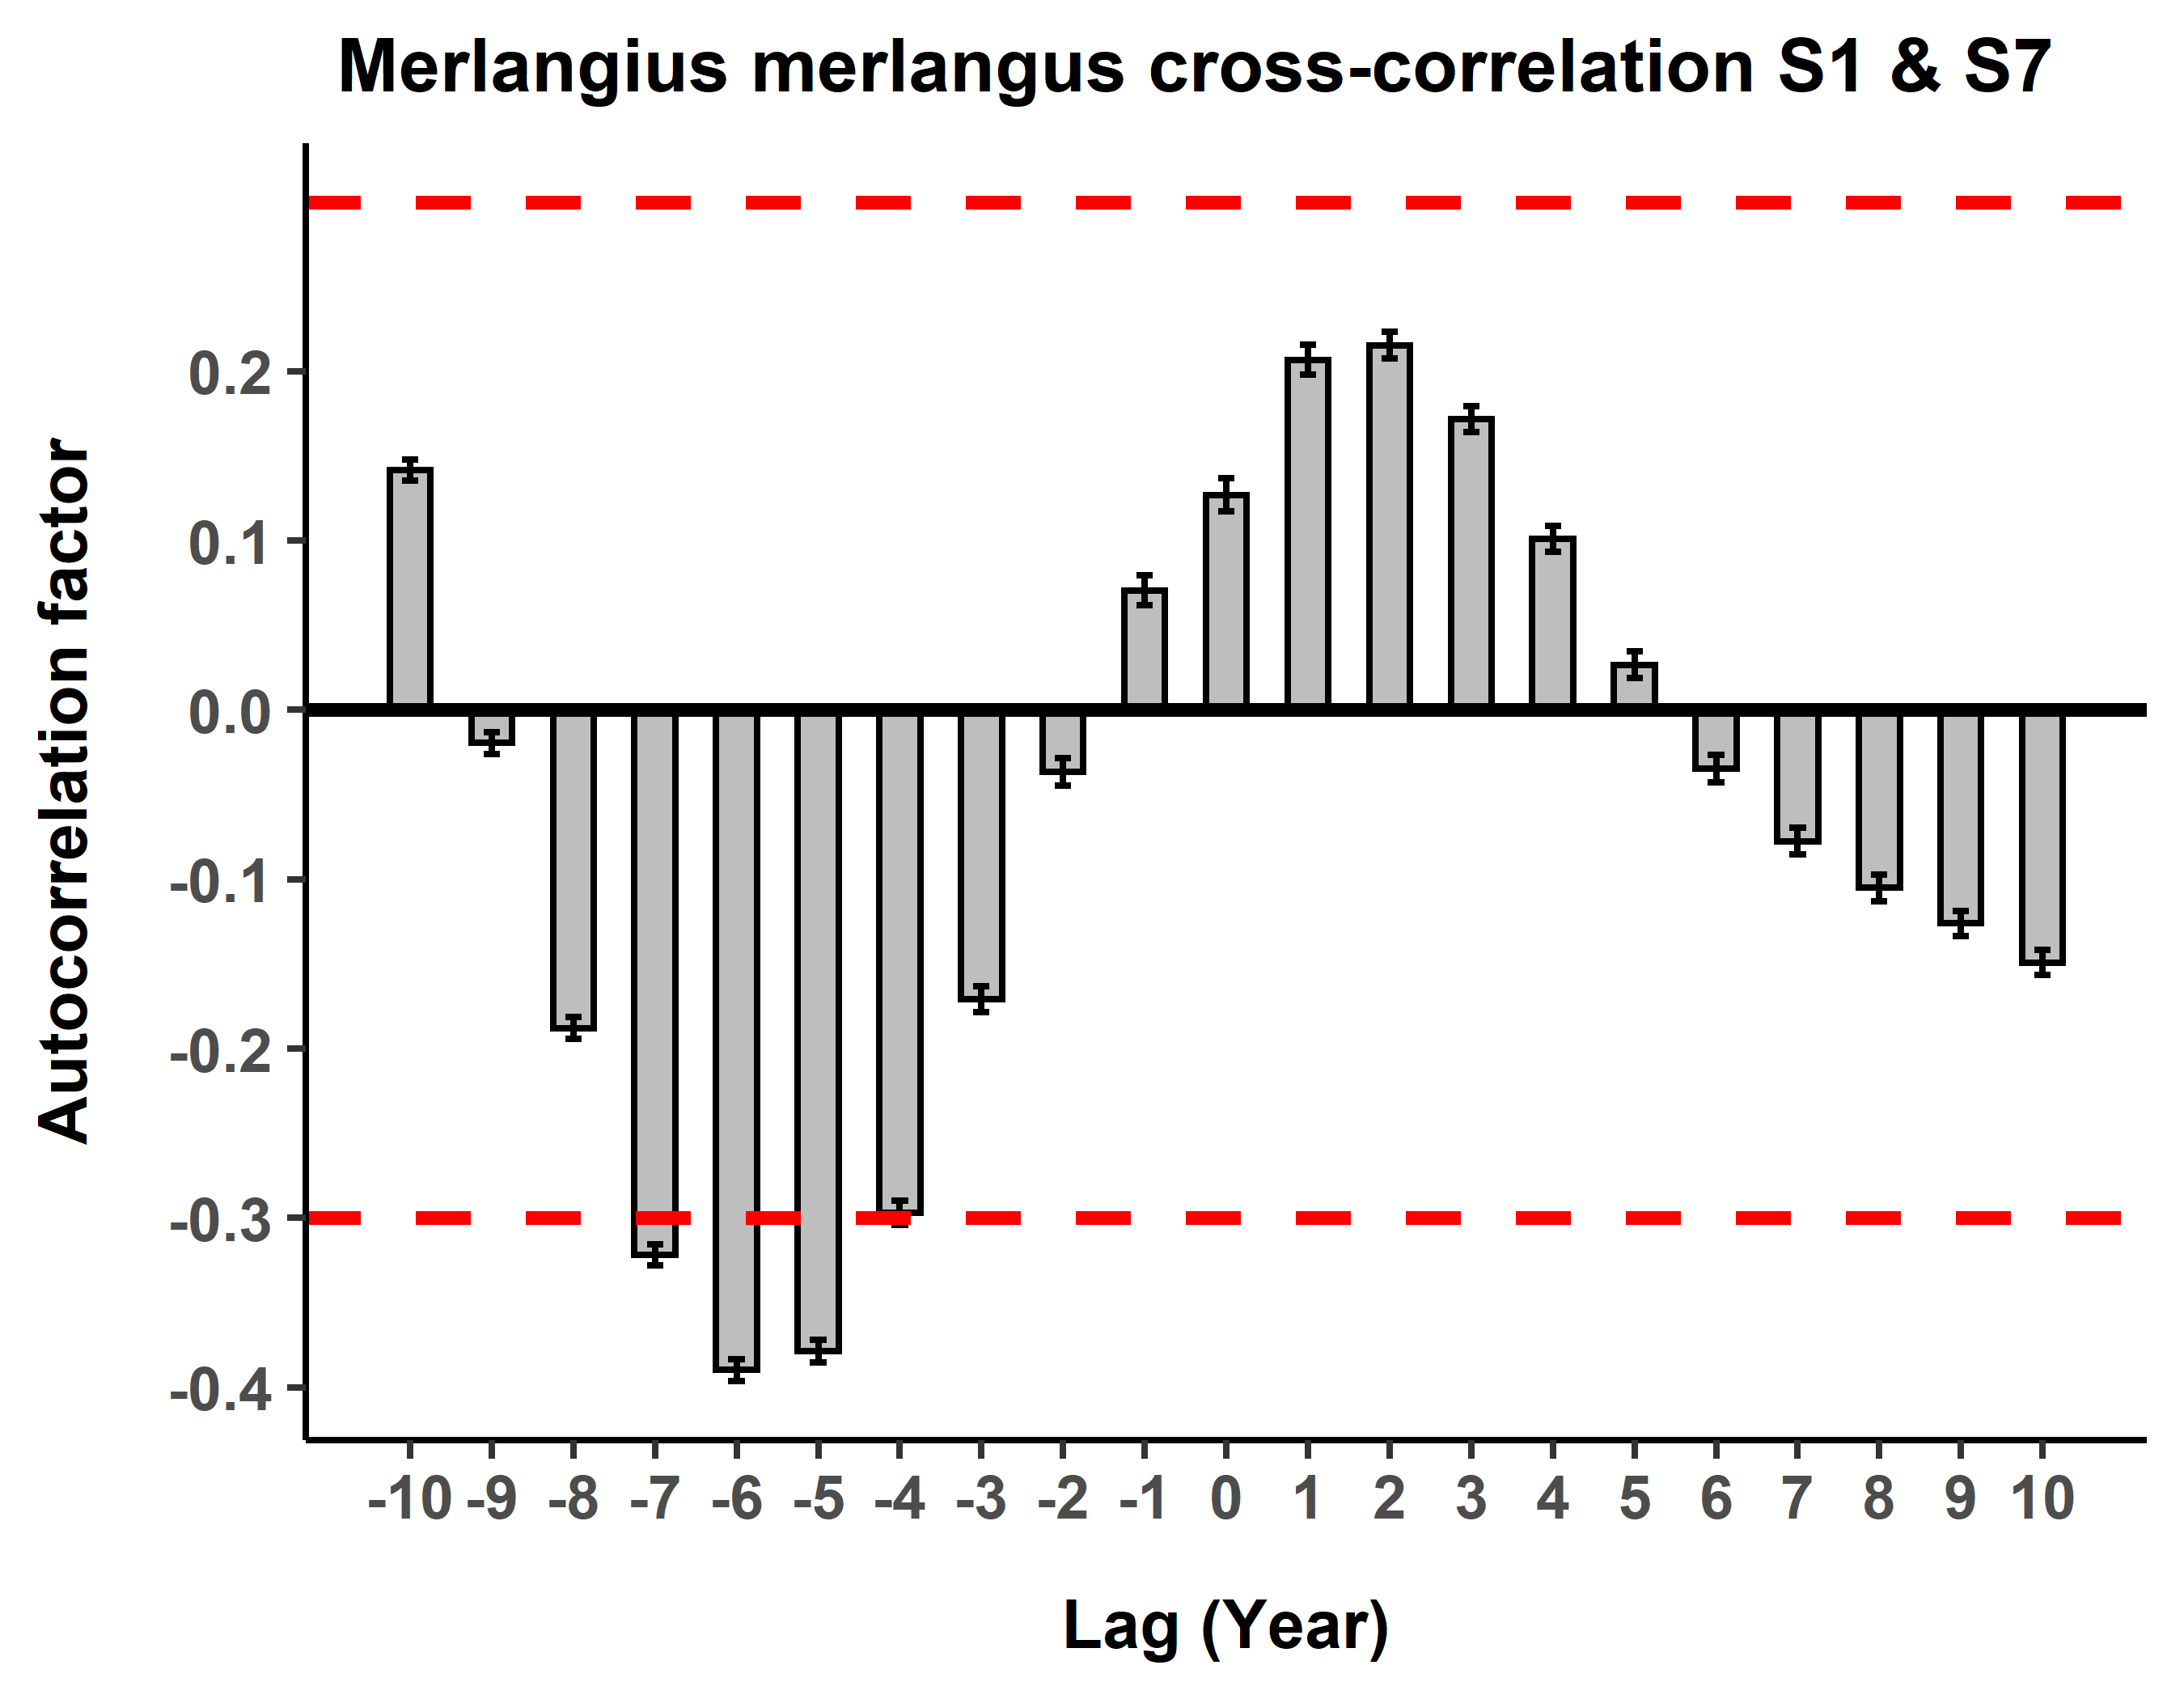 Merlangius merlangus cross-correlation S1 & S7
Autocorrelation factor
0.2
0.1
0.0
-0.1
-0.2
-0.3
-0.4
-10 -9 -8 -7 -6 -5 -4 -3 -2 -1 0 1 2 3 4 5 6 7 8 9 10
Lag (Year)